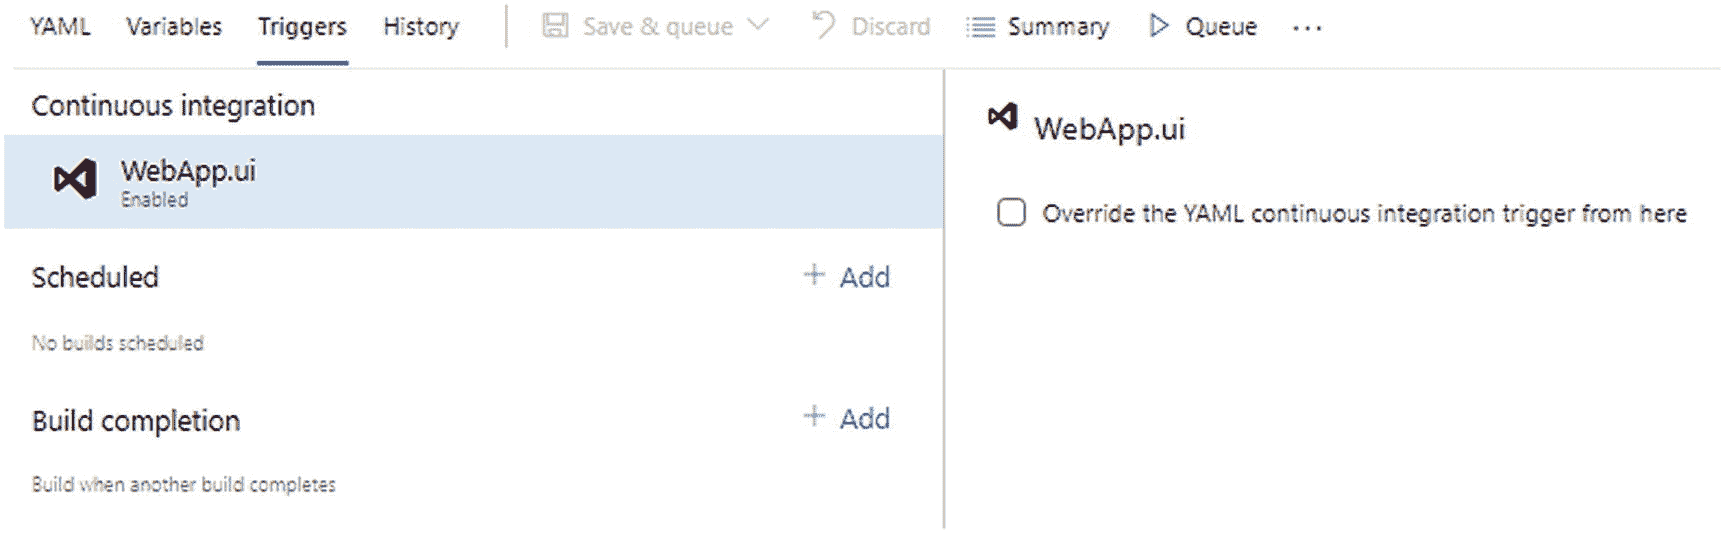 YAML Variables Triggers History Save & queue Discard Summary Queue ...
Continuous integration
WebApp.ui
Enabled
Scheduled + Add
No builds scheduled
Build completion + Add
Build when another build completes
WebApp.ui
Override the YAML continuous integration trigger from here